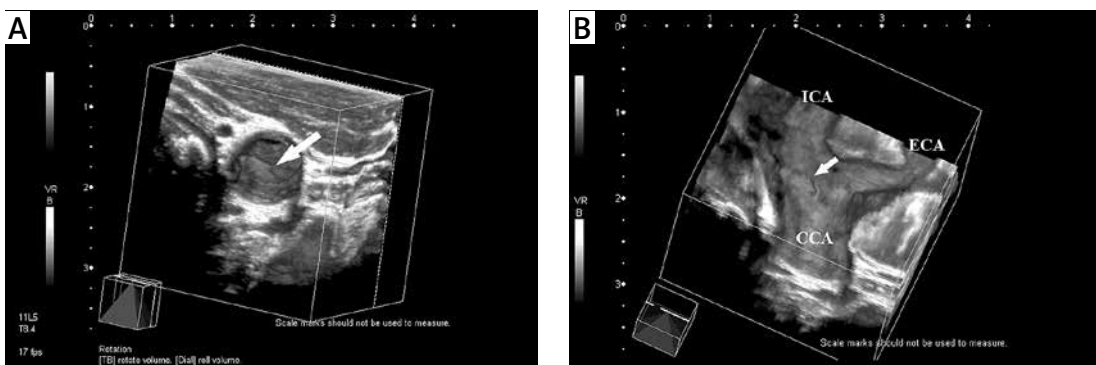 A
0 1 2 3 4
0
1
2
3
VR
B
11L5
T8.4
17 fps
Scale marks should not be used to measure.
Rotation
[TB] rotate volume. [Dial] roll volume.
B
0 1 2 3 4
0
1
2
3
VR
B
ICA
ECA
CCA
Scale marks should not be used to measure.